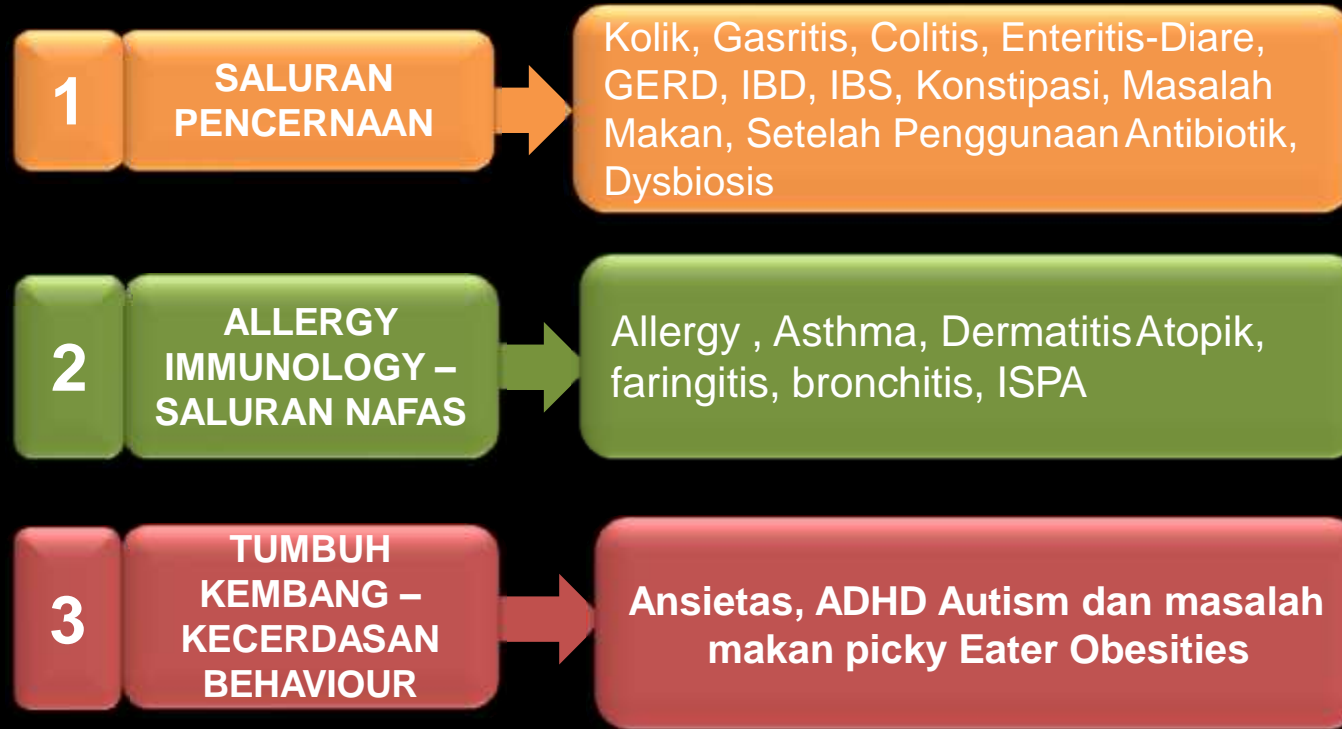 1
SALURAN
PENCERNAAN
Kolik, Gasritis, Colitis, Enteritis-Diare,
GERD, IBD, IBS, Konstipasi, Masalah
Makan, Setelah Penggunaan Antibiotik,
Dysbiosis
2
ALLERGY
IMMUNOLOGY –
SALURAN NAFAS
Allergy , Asthma, Dermatitis Atopik,
faringitis, bronchitis, ISPA
3
TUMBUH
KEMBANG –
KECERDASAN
BEHAVIOUR
Ansietas, ADHD Autism dan masalah
makan picky Eater Obesities